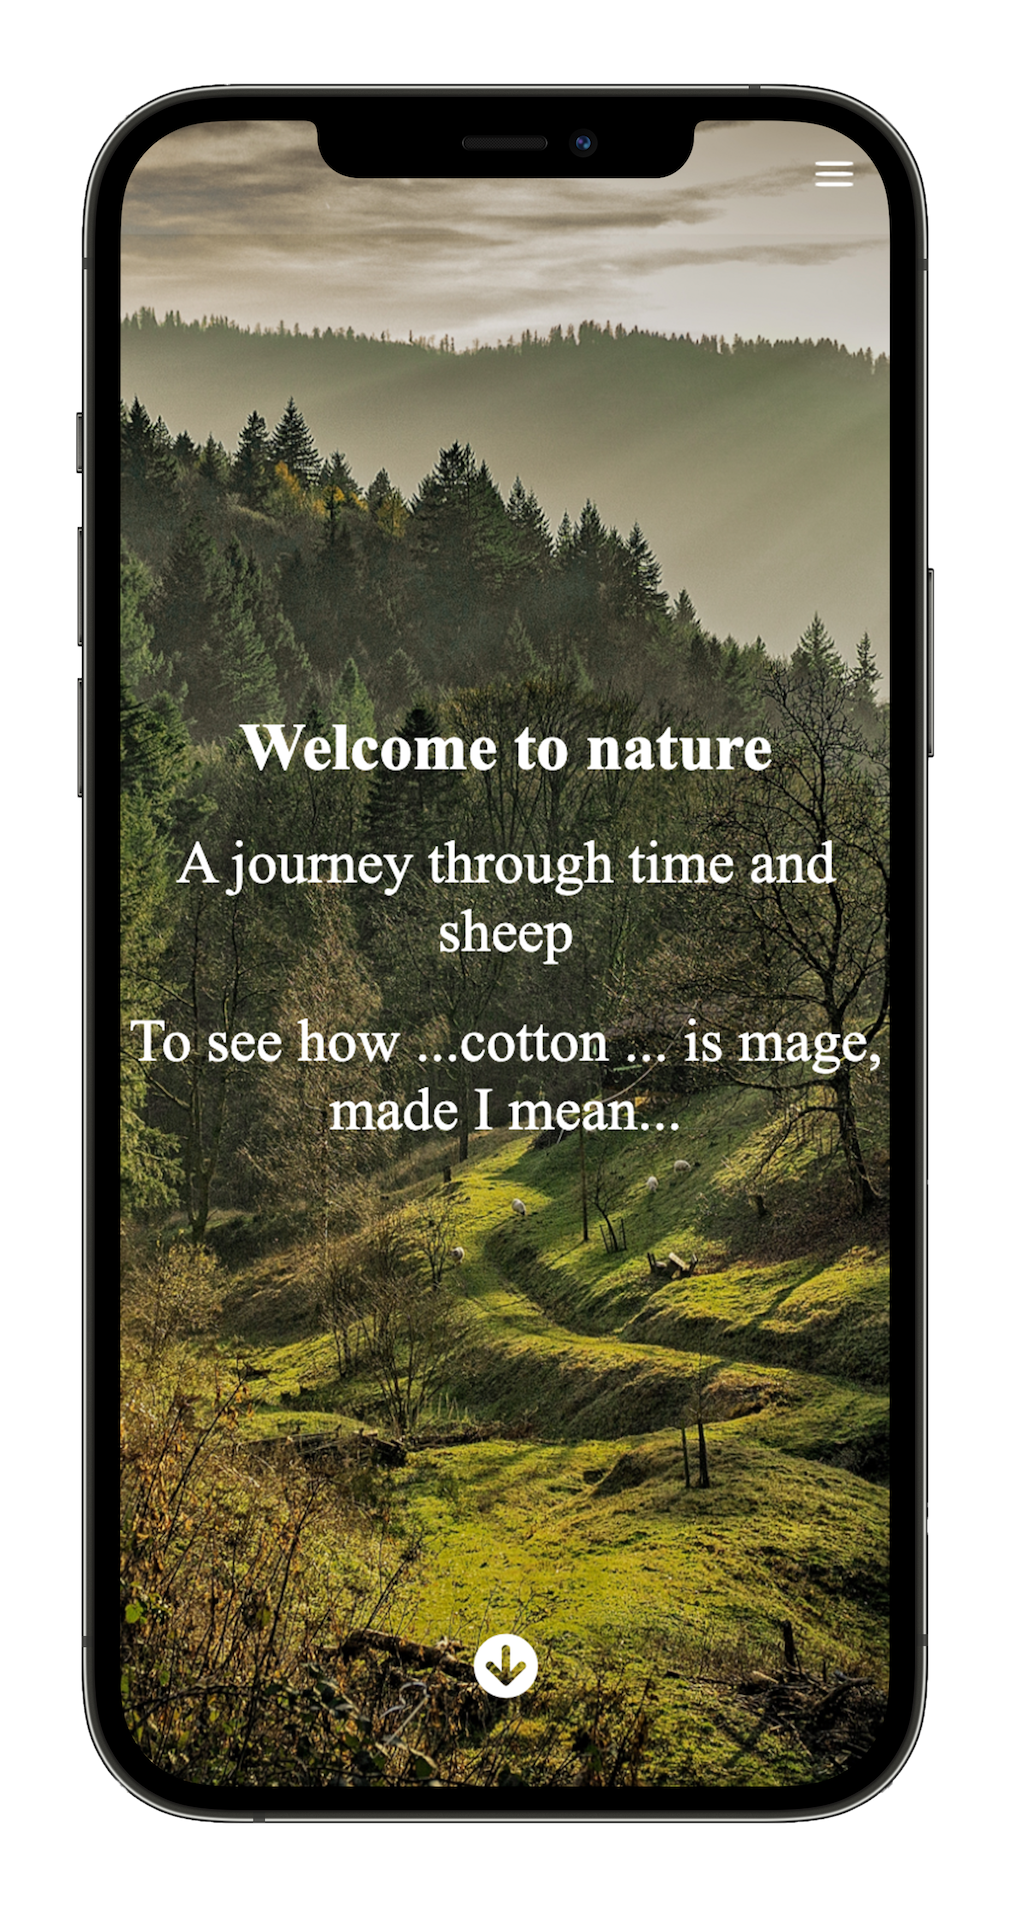 Welcome to nature
A journey through time and
sheep
To see how ...cotton ... is mage,
made I mean...